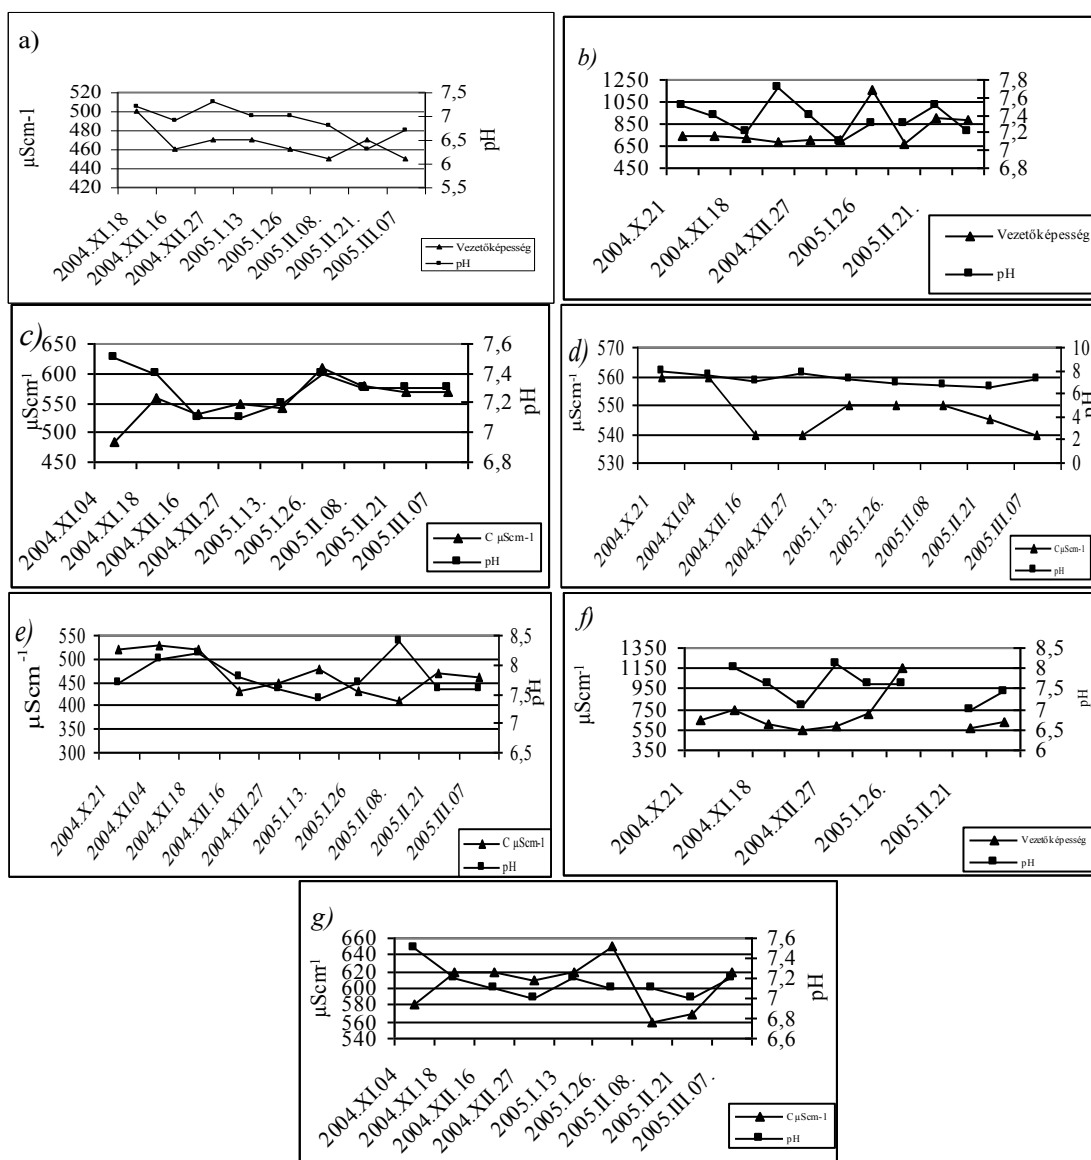 a)
µScm-1
520
500
480
460
440
420
7,5
7
6,5
6
5,5
pH
2004.XI.18
2004.XII.16
2004.XII.27
2005.I.13
2005.I.26
2005.II.08.
2005.II.21.
2005.III.07
Vezetőképesség
pH
b)
1250
1050
850
650
450
7,8
7,6
7,4
7,2
7
6,8
2004.X.21
2004.XI.18
2004.XII.27
2005.I.26
2005.II.21.
Vezetőképesség
pH
c)
µScm-1
650
600
550
500
450
7,6
7,4
7,2
7
6,8
pH
2004.XI.04
2004.XI.18
2004.XII.16
2004.XII.27
2005.I.13.
2005.I.26.
2005.II.08.
2005.II.21
2005.III.07
C µScm-1
pH
d)
µScm-1
570
560
550
540
530
10
8
6
4
2
0
pH
2004.X.21
2004.XI.04
2004.XII.16
2004.XII.27
2005.I.13.
2005.I.26.
2005.II.08
2005.II.21
2005.III.07
CµScm-1
pH
e)
µScm-1
550
500
450
400
350
300
8,5
8
7,5
7
6,5
pH
2004.X.21
2004.XI.04
2004.XI.18
2004.XII.16
2004.XII.27
2005.I.13.
2005.I.26
2005.II.08.
2005.II.21
2005.III.07
C µScm-1
pH
f)
µScm-1
1350
1150
950
750
550
350
8,5
8
7,5
7
6,5
6
pH
2004.X.21
2004.XI.18
2004.XII.27
2005.I.26.
2005.II.21
Vezetőképesség
pH
g)
µScm-1
660
640
620
600
580
560
540
7,6
7,4
7,2
7
6,8
6,6
pH
2004.XI.04
2004.XI.18
2004.XII.16
2004.XII.27
2005.I.13
2005.I.26.
2005.II.08.
2005.II.21
2005.III.07.
C µScm-1
pH